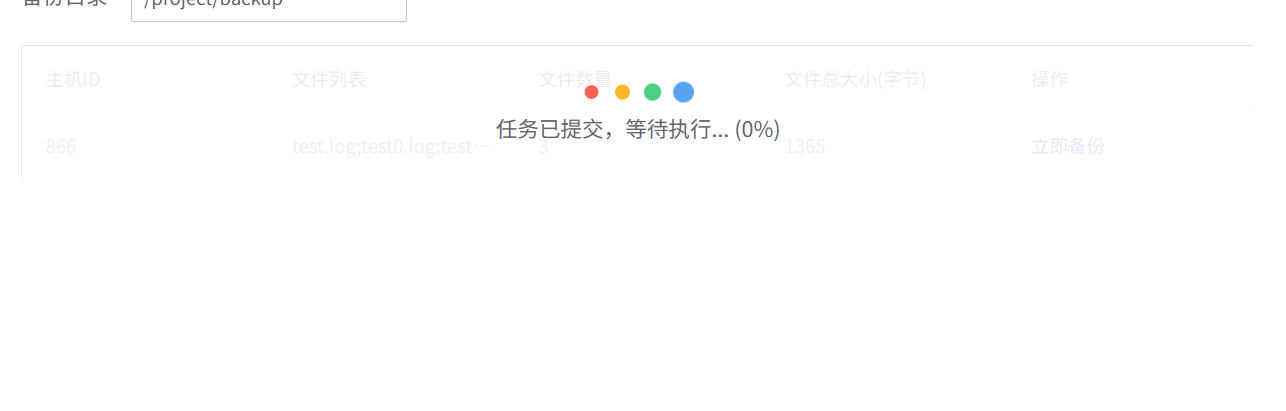 备份目录 /project/backup
主机ID 文件列表 文件数量 文件总大小(字节) 操作
任务已提交，等待执行... (0%)
866 test.log;test0.log;test··· 3 1365 立即备份